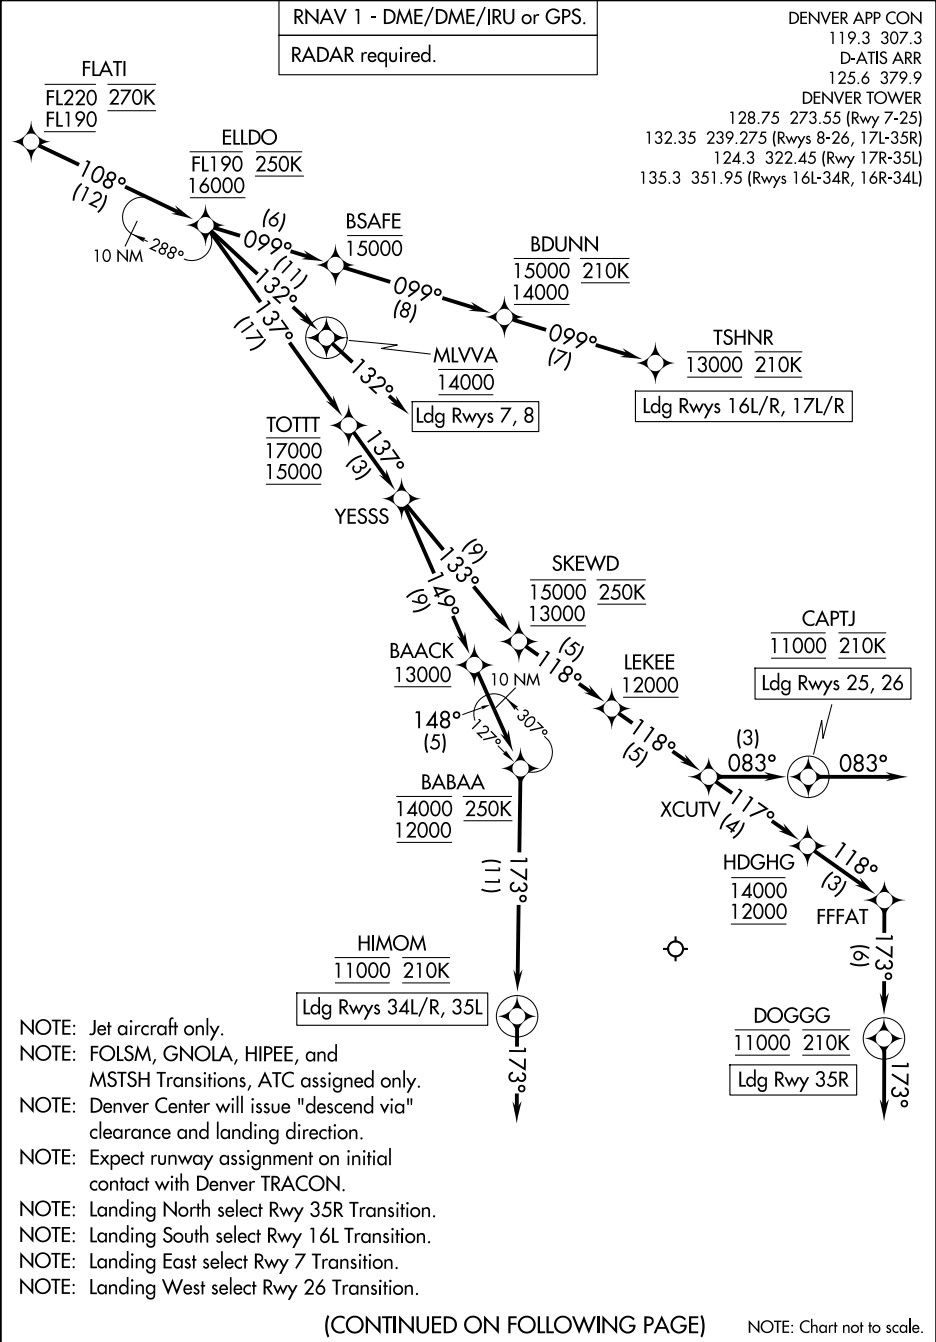 RNAV 1 - DME/DME/IRU or GPS.
RADAR required.
DENVER APP CON
119.3 307.3
D-ATIS ARR
125.6 379.9
DENVER TOWER
128.75 273.55 (Rwy 7-25)
132.35 239.275 (Rwys 8-26, 17L-35R)
124.3 322.45 (Rwy 17R-35L)
135.3 351.95 (Rwys 16L-34R, 16R-34L)
FLATI
FL220 270K
FL190
108°
(12)
ELLDO
FL190 250K
16000
10 NM
288°
(6)
099°
BSAFE
15000
099°
(8)
BDUNN
15000 210K
14000
099°
(7)
TSHNR
13000 210K
Ldg Rwys 16L/R, 17L/R
(11)
132°
MLVVA
14000
132°
Ldg Rwys 7, 8
137°
(17)
TOTTT
17000
15000
137°
(3)
YESSS
(9)
133°
149°
(9)
SKEWD
15000 250K
13000
(5)
118°
LEKEE
12000
118°
(5)
CAPTJ
11000 210K
Ldg Rwys 25, 26
(3)
083°
083°
XCUTV
117°
(4)
HDGHG
14000
12000
118°
(3)
FFFAT
173°
(6)
DOGGG
11000 210K
Ldg Rwy 35R
173°
BAACK
13000
10 NM
148°
(5)
127°
307°
BABAA
14000 250K
12000
173°
(11)
HIMOM
11000 210K
Ldg Rwys 34L/R, 35L
173°
NOTE: Jet aircraft only.
NOTE: FOLSM, GNOLA, HIPEE, and
MSTSH Transitions, ATC assigned only.
NOTE: Denver Center will issue "descend via"
clearance and landing direction.
NOTE: Expect runway assignment on initial
contact with Denver TRACON.
NOTE: Landing North select Rwy 35R Transition.
NOTE: Landing South select Rwy 16L Transition.
NOTE: Landing East select Rwy 7 Transition.
NOTE: Landing West select Rwy 26 Transition.
(CONTINUED ON FOLLOWING PAGE)
NOTE: Chart not to scale.